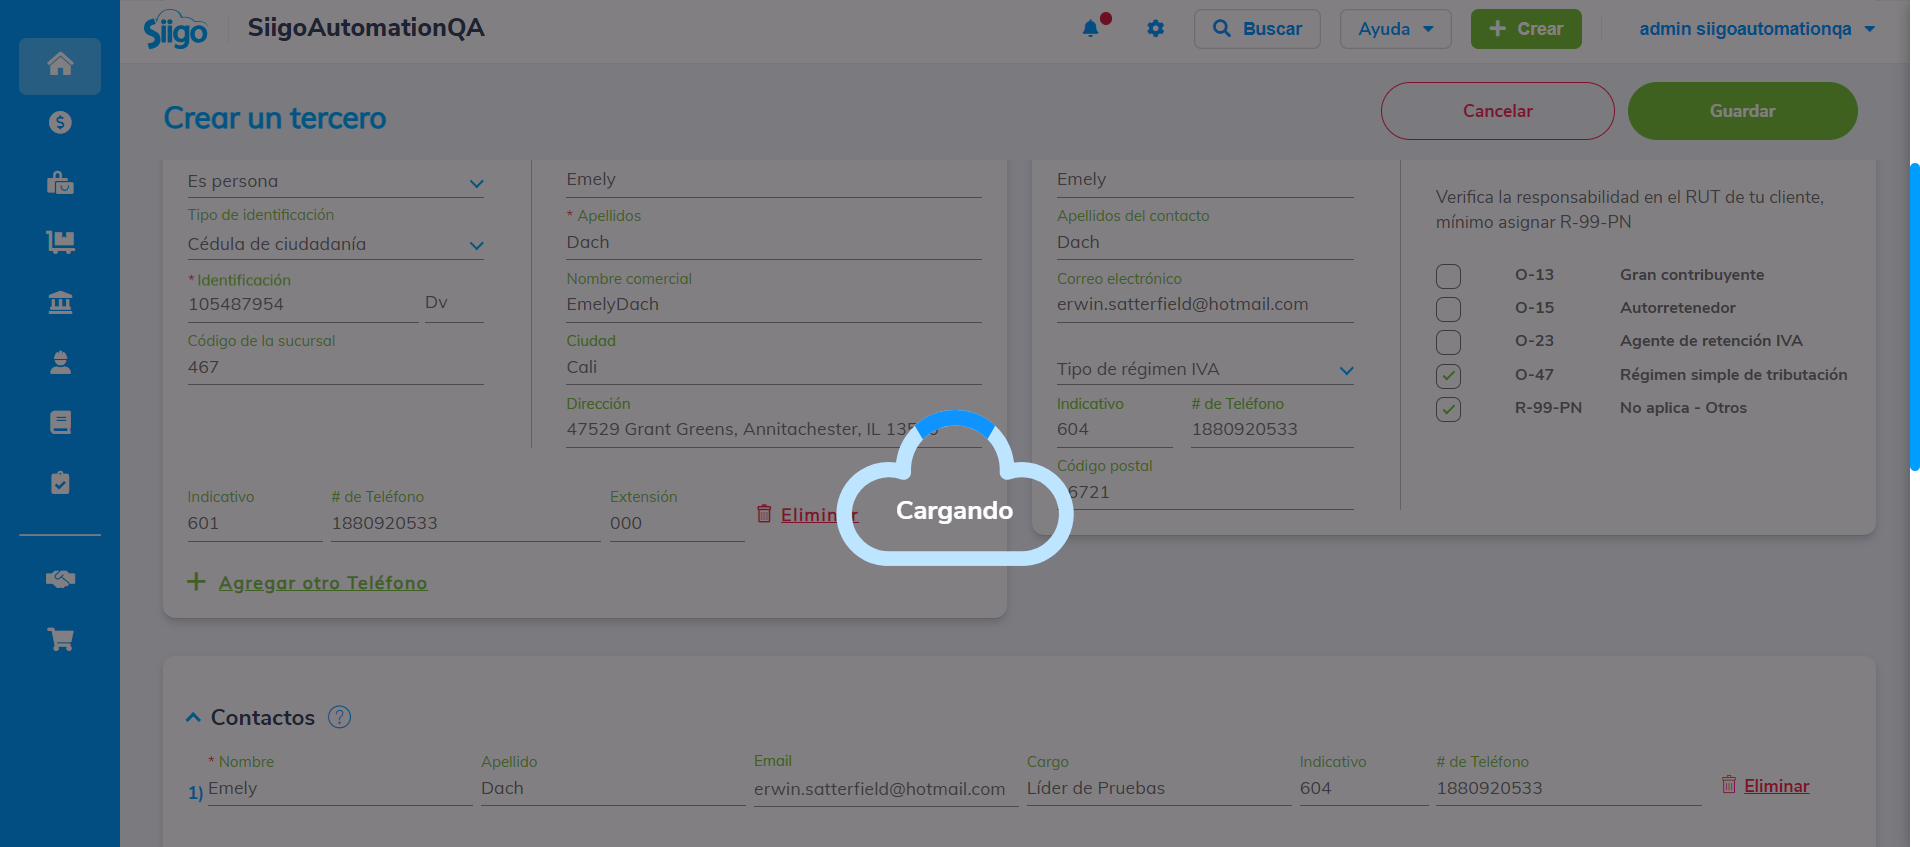 Siigo
SiigoAutomationQA
Buscar
Ayuda
Crear
admin siigoautomationqa
Crear un tercero
Cancelar
Guardar
Es persona
Tipo de identificación
Cédula de ciudadanía
* Identificación
105487954
Dv
Código de la sucursal
467
Emely
* Apellidos
Dach
Nombre comercial
EmelyDach
Ciudad
Cali
Dirección
47529 Grant Greens, Annitachester, IL
Indicativo
# de Teléfono
Extensión
601
1880920533
000
Eliminar
Agregar otro Teléfono
Emely
Apellidos del contacto
Dach
Correo electrónico
erwin.satterfield@hotmail.com
Tipo de régimen IVA
Indicativo
# de Teléfono
604
1880920533
Código postal
Verifica la responsabilidad en el RUT de tu cliente,
mínimo asignar R-99-PN
O-13 Gran contribuyente
O-15 Autorretenedor
O-23 Agente de retención IVA
O-47 Régimen simple de tributación
R-99-PN No aplica - Otros
Cargando
Contactos ?
* Nombre
Apellido
Email
Cargo
Indicativo
# de Teléfono
1) Emely
Dach
erwin.satterfield@hotmail.com
Líder de Pruebas
604
1880920533
Eliminar